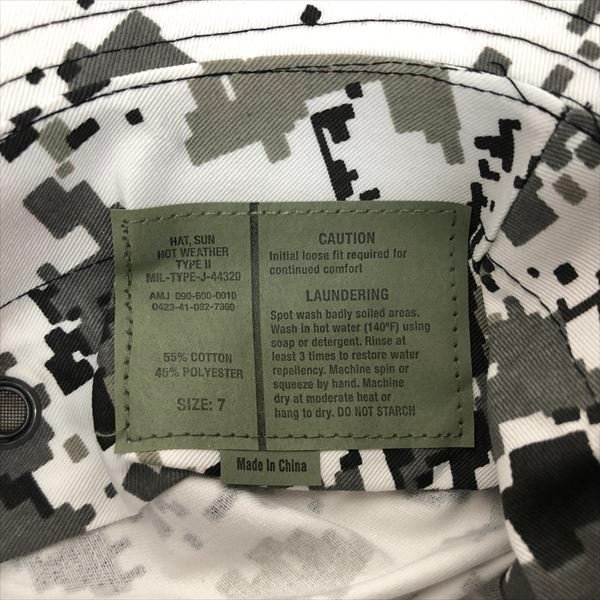 HAT, SUN
HOT WEATHER
TYPE II
MIL-TYPE-J-44320
AMJ 090-600-0010
0423-41-032-7360
55% COTTON
45% POLYESTER
SIZE: 7
CAUTION
Initial loose fit required for
continued comfort
LAUNDERING
Spot wash badly soiled areas.
Wash in hot water (140°F) using
soap or detergent. Rinse at
least 3 times to restore water
repellency. Machine spin or
squeeze by hand. Machine
dry at moderate heat or
hang to dry. DO NOT STARCH
Made In China